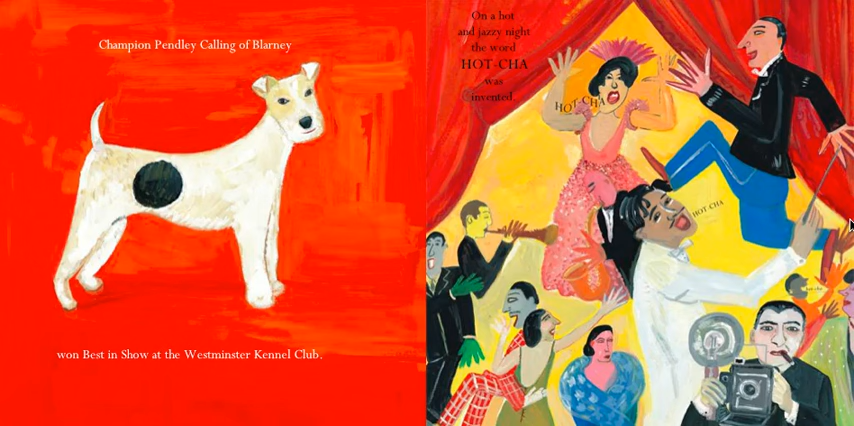 Champion Pendley Calling of Blarney
won Best in Show at the Westminster Kennel Club.
On a hot
and jazzy night
the word
HOT-CHA
was
invented.
HOT-CHA
HOT-CHA